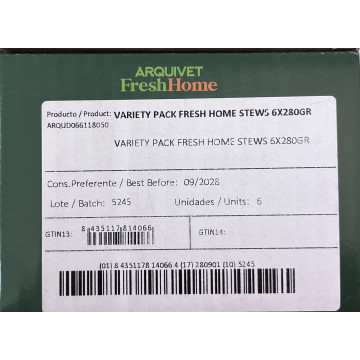 ARQUIVET
FreshHome
Producto / Product: VARIETY PACK FRESH HOME STEWS 6X280GR
ARQUD066118050
VARIETY PACK FRESH HOME STEWS 6X280GR
Cons.Preferente / Best Before: 09/2028
Lote / Batch: 5245 Unidades / Units: 6
GTIN13: 8 435117 814066 GTIN14:
(01) 8 4351178 14066 4 (17) 280901 (10) 5245